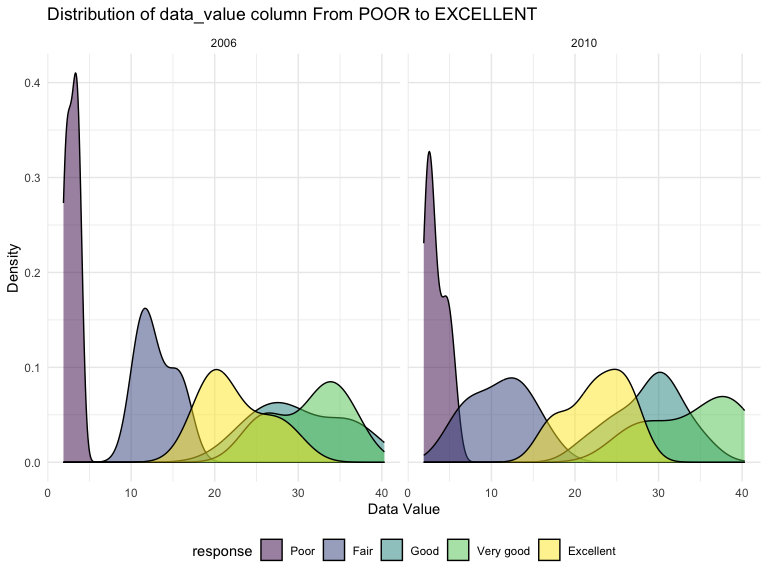 Distribution of data_value column From POOR to EXCELLENT
2006 2010
0.4
0.3
0.2
0.1
0.0
Density
0 10 20 30 40 0 10 20 30 40
Data Value
response Poor Fair Good Very good Excellent